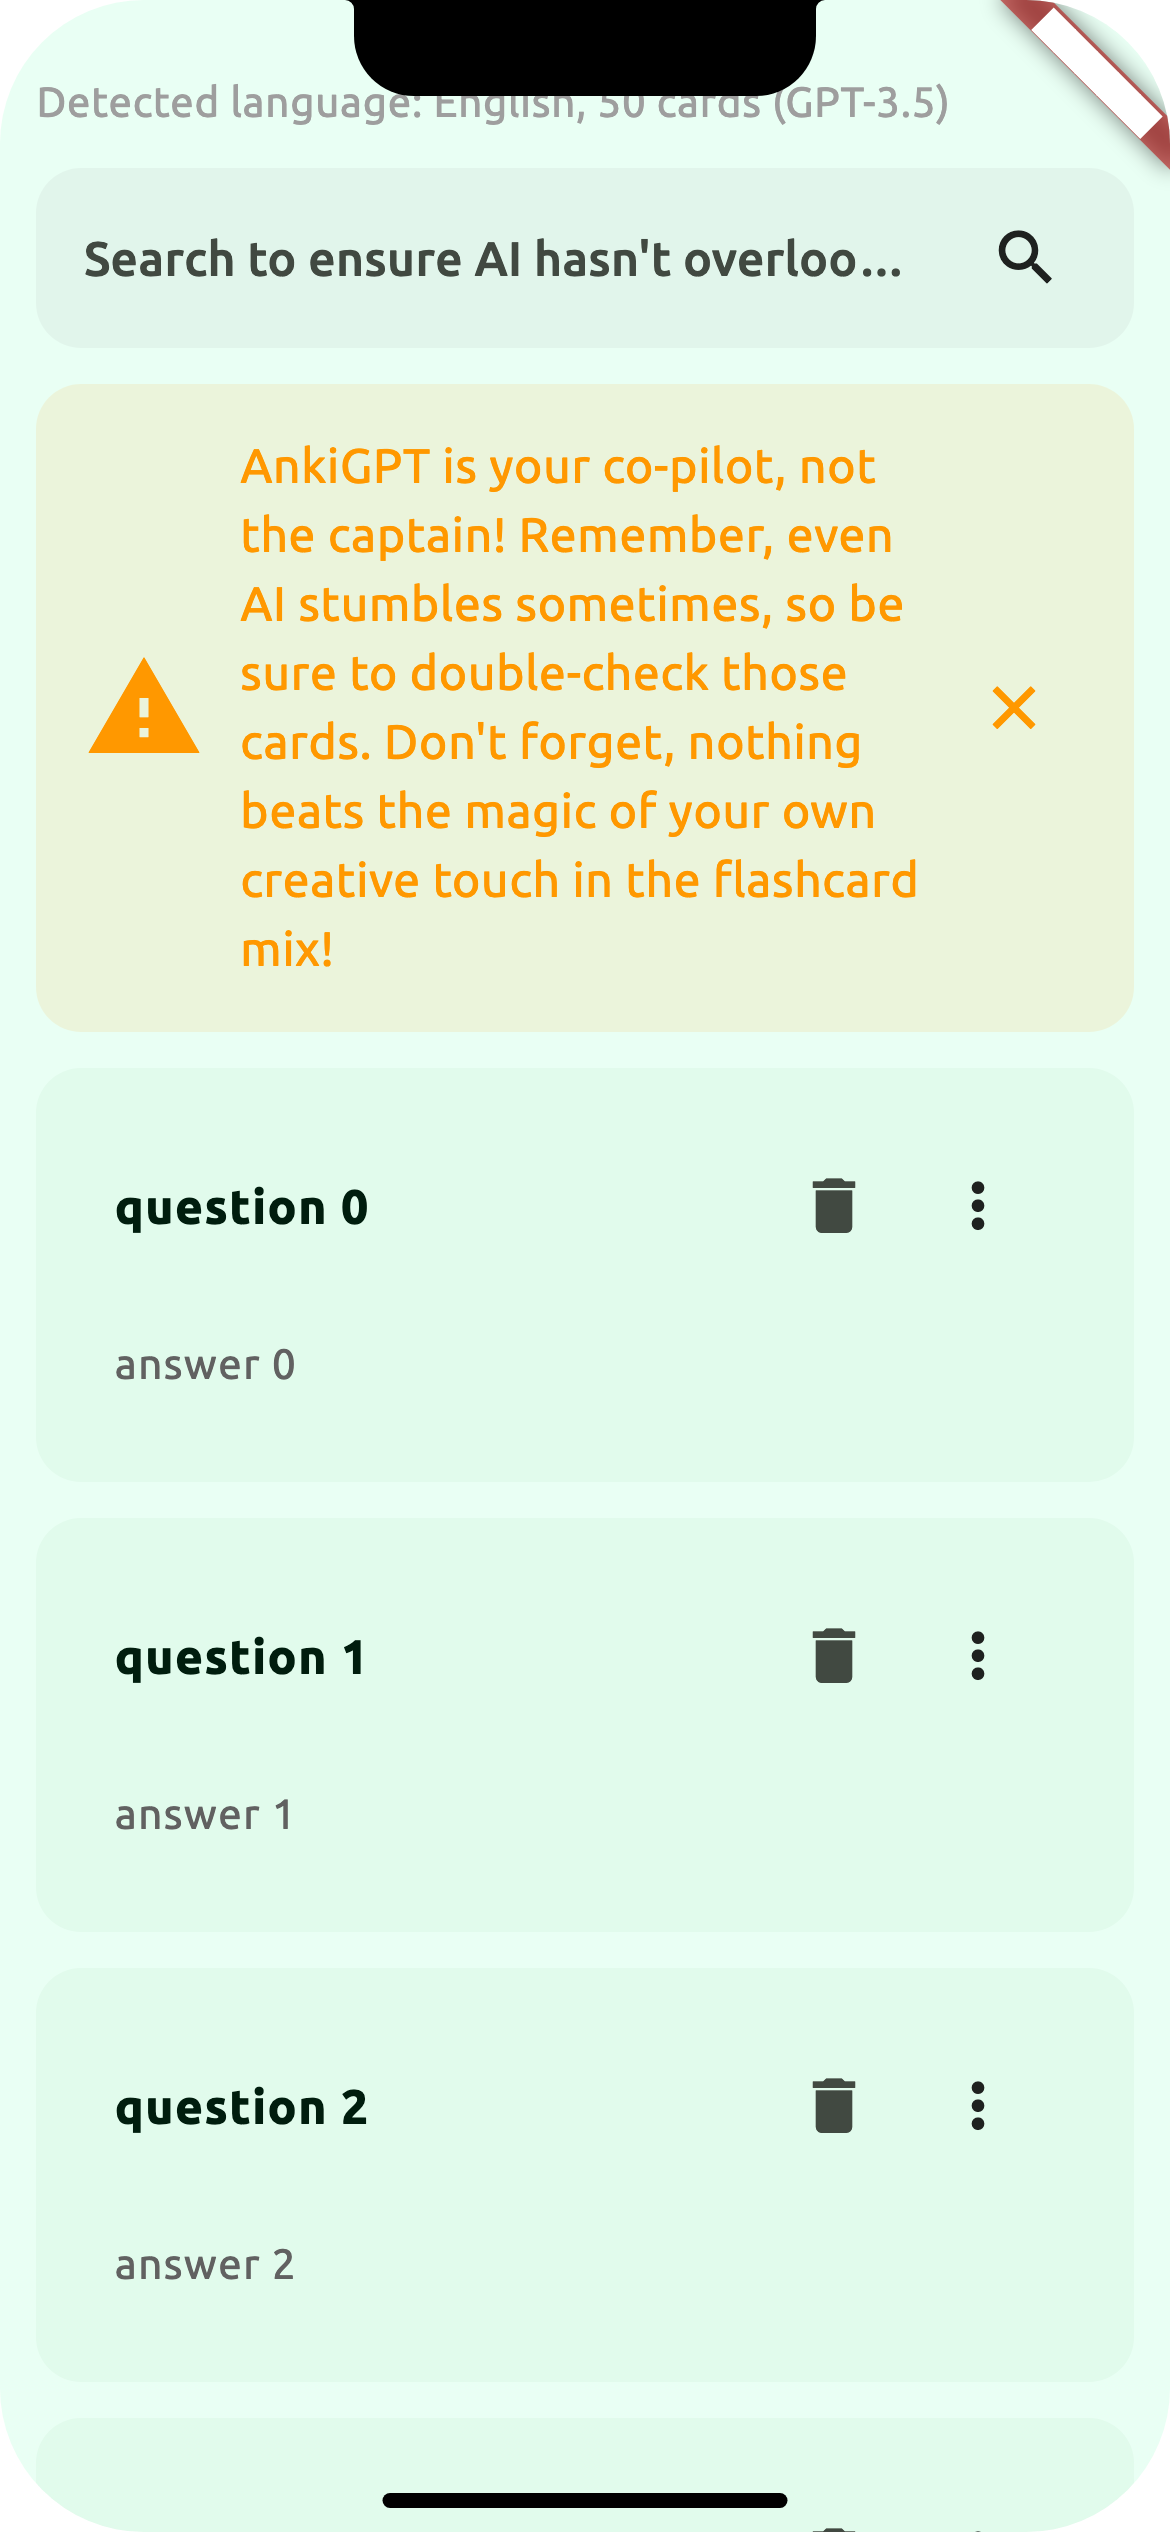 Detected language: English, 50 cards (GPT-3.5)
Search to ensure AI hasn't overloo...
AnkiGPT is your co-pilot, not
the captain! Remember, even
AI stumbles sometimes, so be
sure to double-check those
cards. Don't forget, nothing
beats the magic of your own
creative touch in the flashcard
mix!
question 0
answer 0
question 1
answer 1
question 2
answer 2